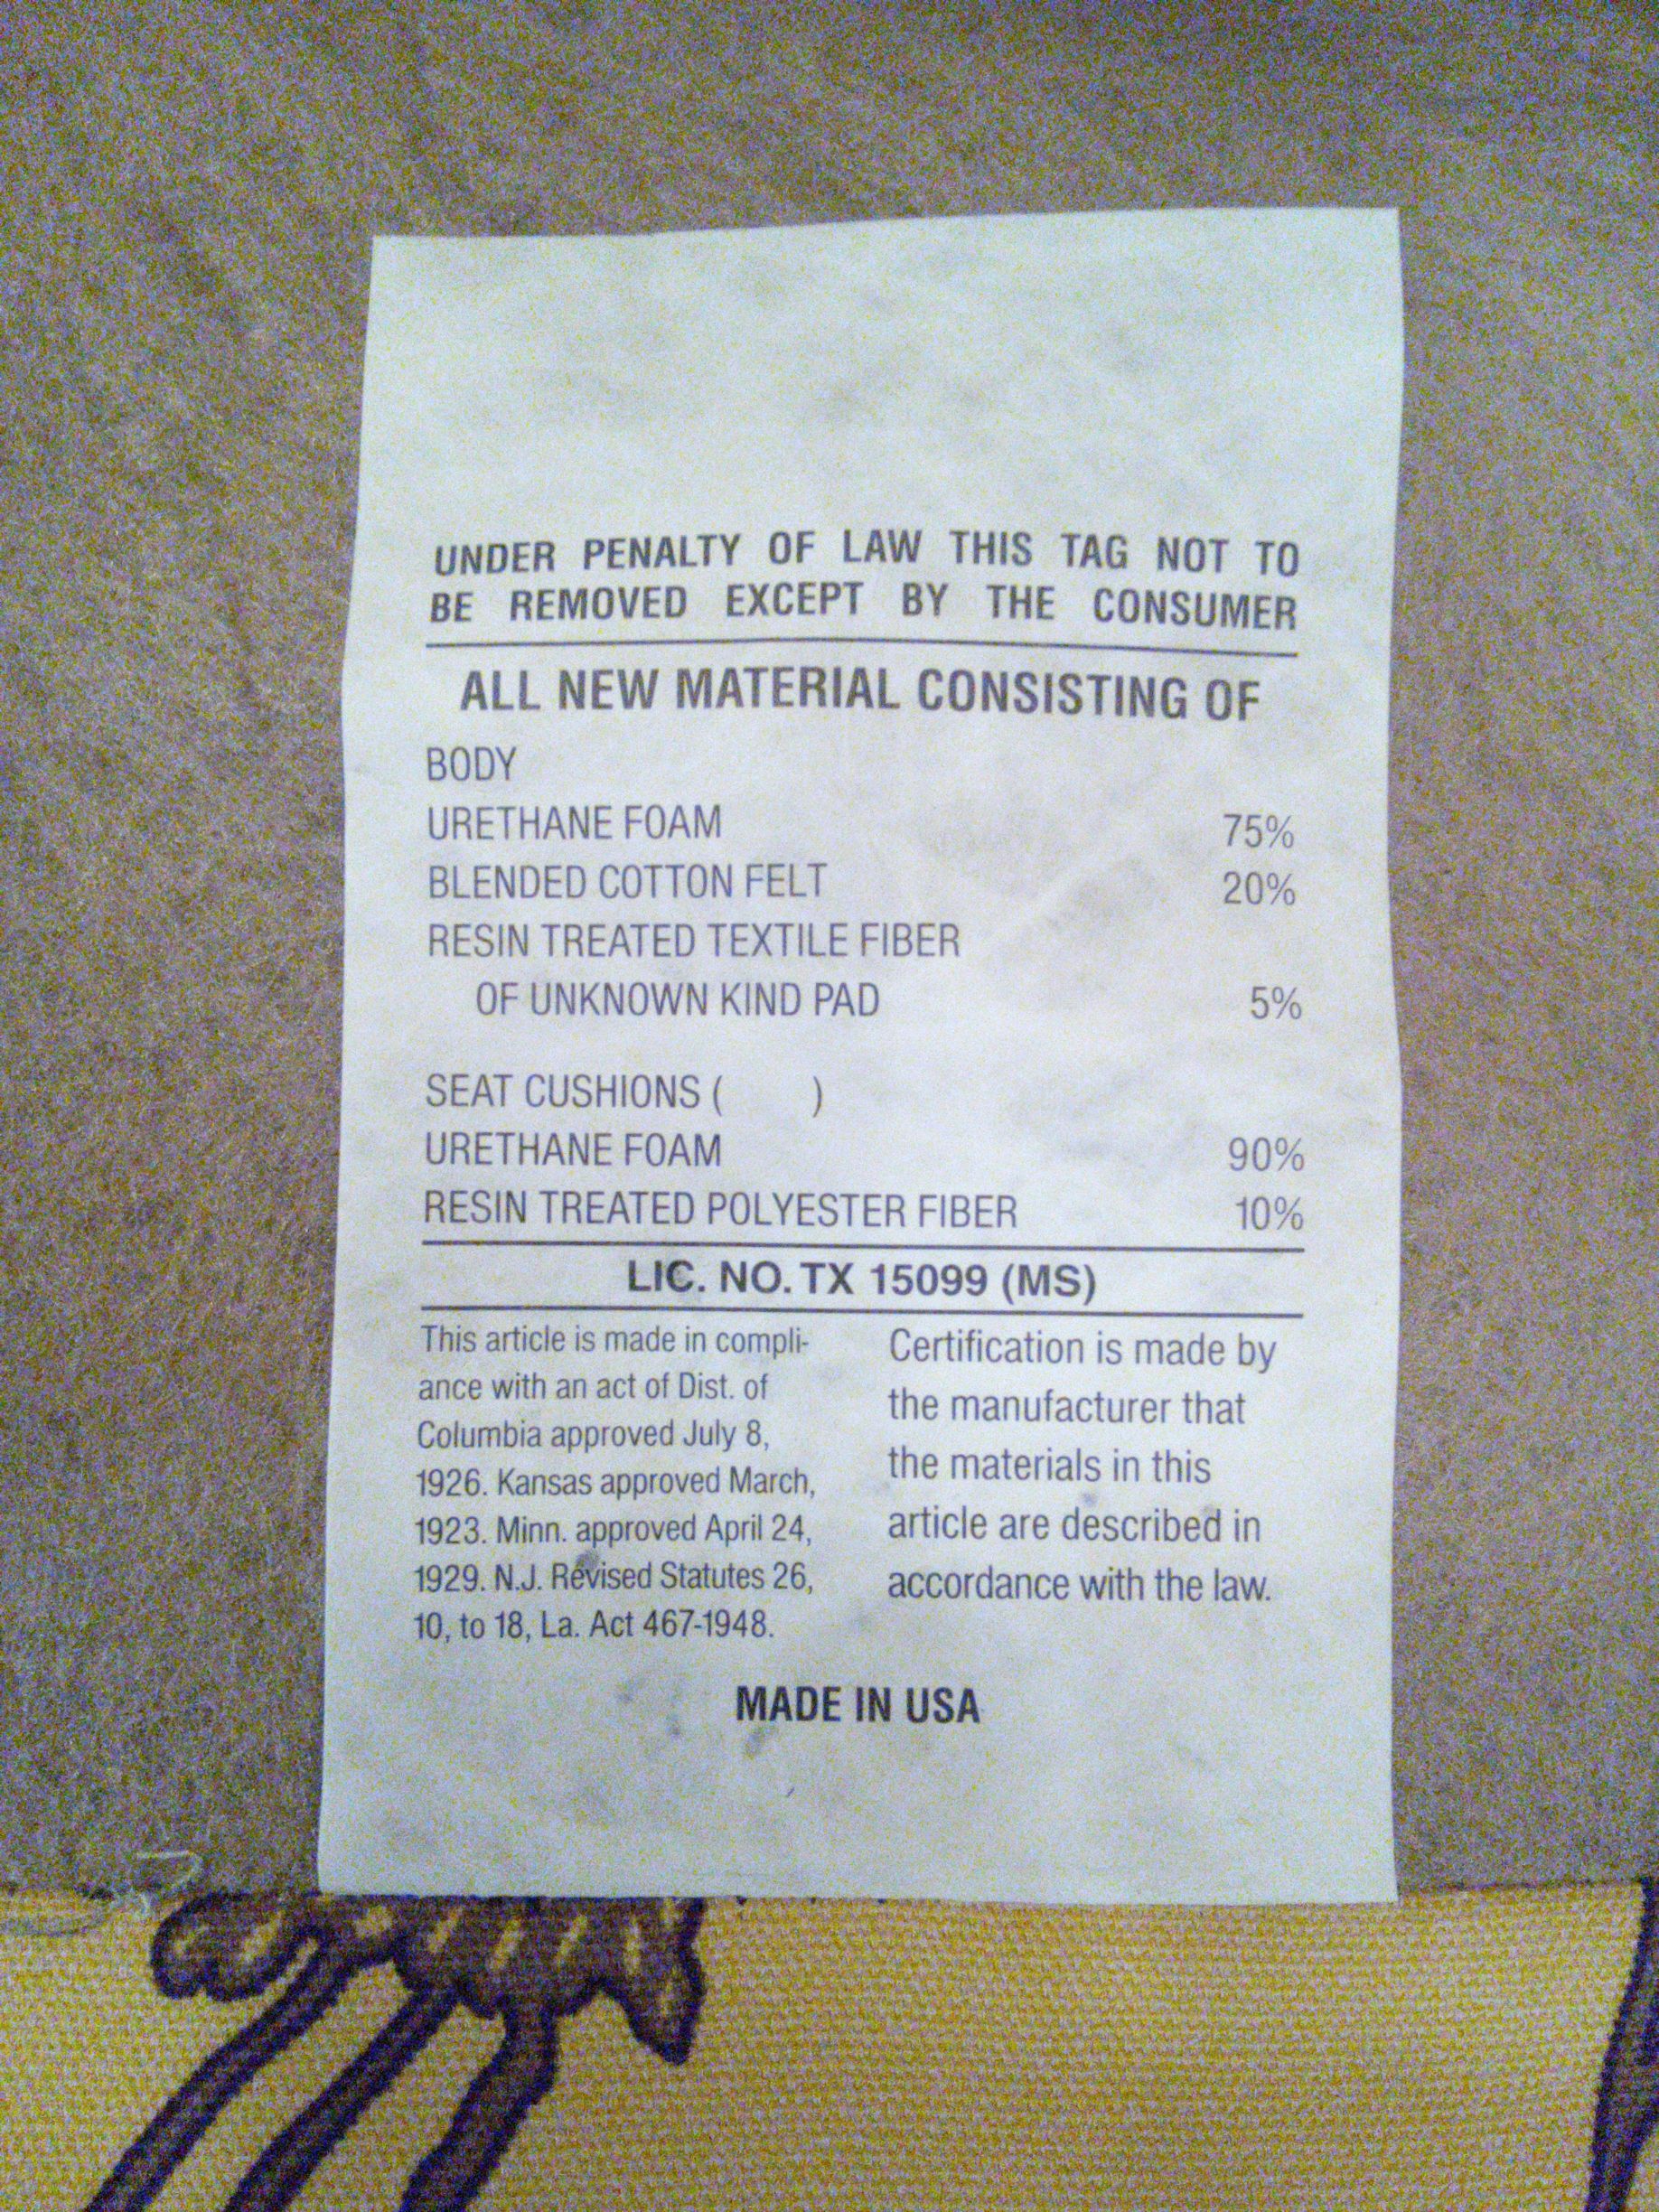 UNDER PENALTY OF LAW THIS TAG NOT TO
BE REMOVED EXCEPT BY THE CONSUMER
ALL NEW MATERIAL CONSISTING OF
BODY
URETHANE FOAM 75%
BLENDED COTTON FELT 20%
RESIN TREATED TEXTILE FIBER
OF UNKNOWN KIND PAD 5%
SEAT CUSHIONS ( )
URETHANE FOAM 90%
RESIN TREATED POLYESTER FIBER 10%
LIC. NO. TX 15099 (MS)
This article is made in compli-
ance with an act of Dist. of
Columbia approved July 8,
1926. Kansas approved March,
1923. Minn. approved April 24,
1929. N.J. Revised Statutes 26,
10, to 18, La. Act 467-1948.
Certification is made by
the manufacturer that
the materials in this
article are described in
accordance with the law.
MADE IN USA